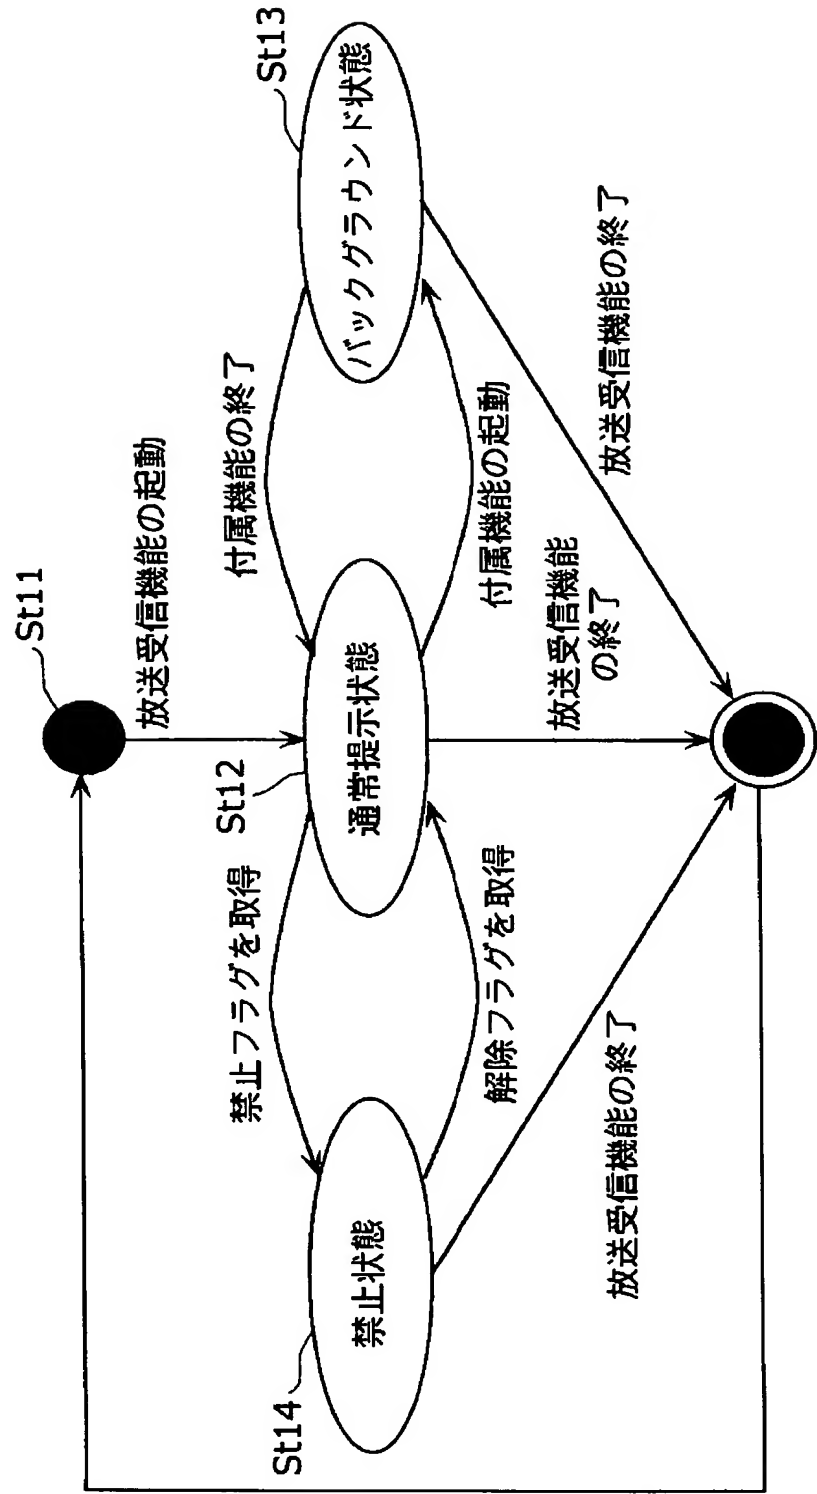 St11
放送受信機能の起動
St14
禁止状態
禁止フラグを取得
解除フラグを取得
St12
通常提示状態
付属機能の終了
付属機能の起動
St13
バックグラウンド状態
放送受信機能の終了
放送受信機能
の終了
放送受信機能の終了